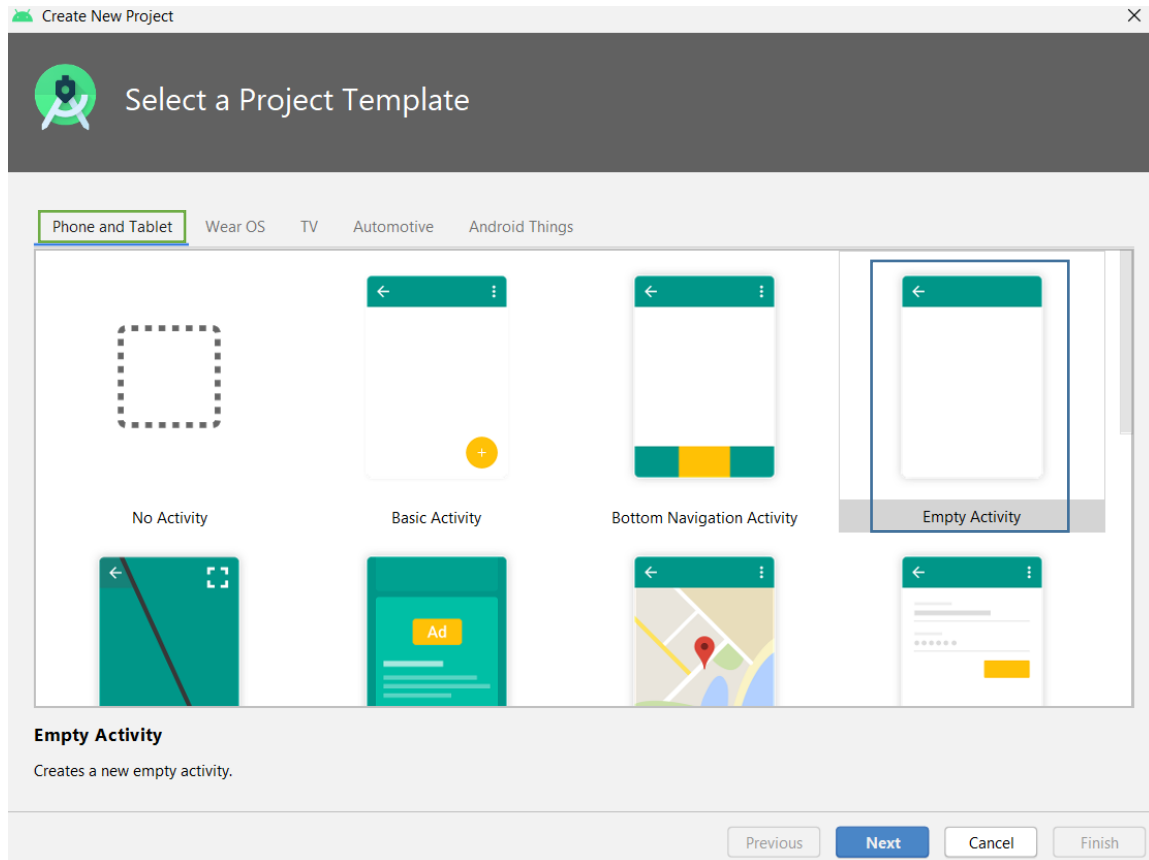 Create New Project
Select a Project Template
Phone and Tablet Wear OS TV Automotive Android Things
No Activity Basic Activity Bottom Navigation Activity Empty Activity
Ad
Empty Activity
Creates a new empty activity.
Previous Next Cancel Finish